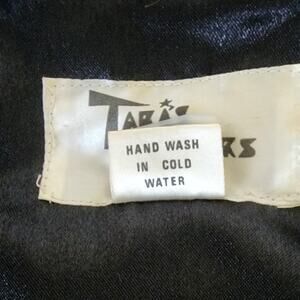 TARA'S
HAND WASH
IN COLD
WATER